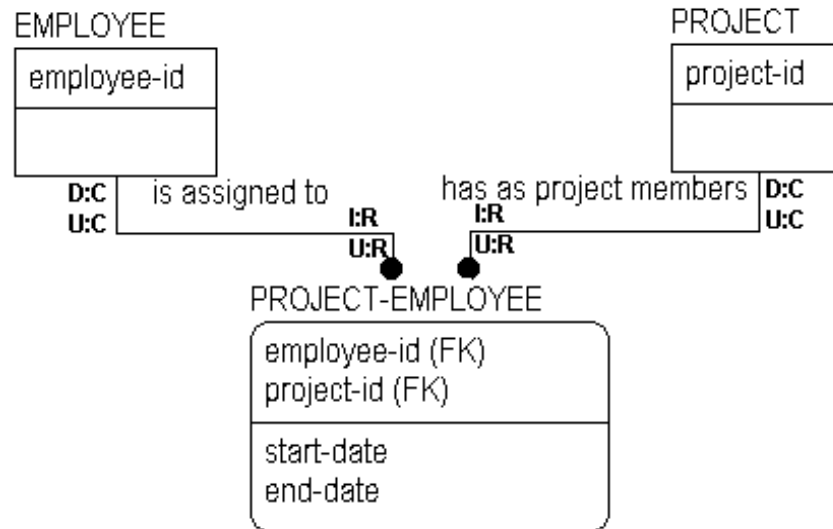 EMPLOYEE
employee-id
PROJECT
project-id
D:C
U:C
is assigned to
I:R
U:R
has as project members
I:R
U:R
D:C
U:C
PROJECT-EMPLOYEE
employee-id (FK)
project-id (FK)
start-date
end-date